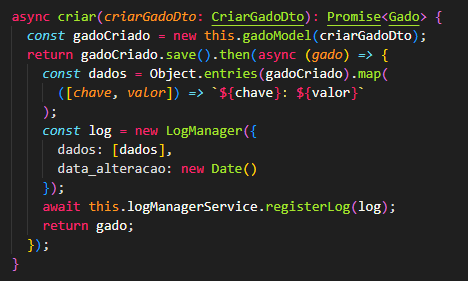 async criar(criarGadoDto: CriarGadoDto): Promise<Gado> {
  const gadoCriado = new this.gadoModel(criarGadoDto);
  return gadoCriado.save().then(async (gado) => {
    const dados = Object.entries(gadoCriado).map(
      ([chave, valor]) => `${chave}: ${valor}`
    );
    const log = new LogManager({
      dados: [dados],
      data_alteracao: new Date()
    });
    await this.logManagerService.registerLog(log);
    return gado;
  });
}